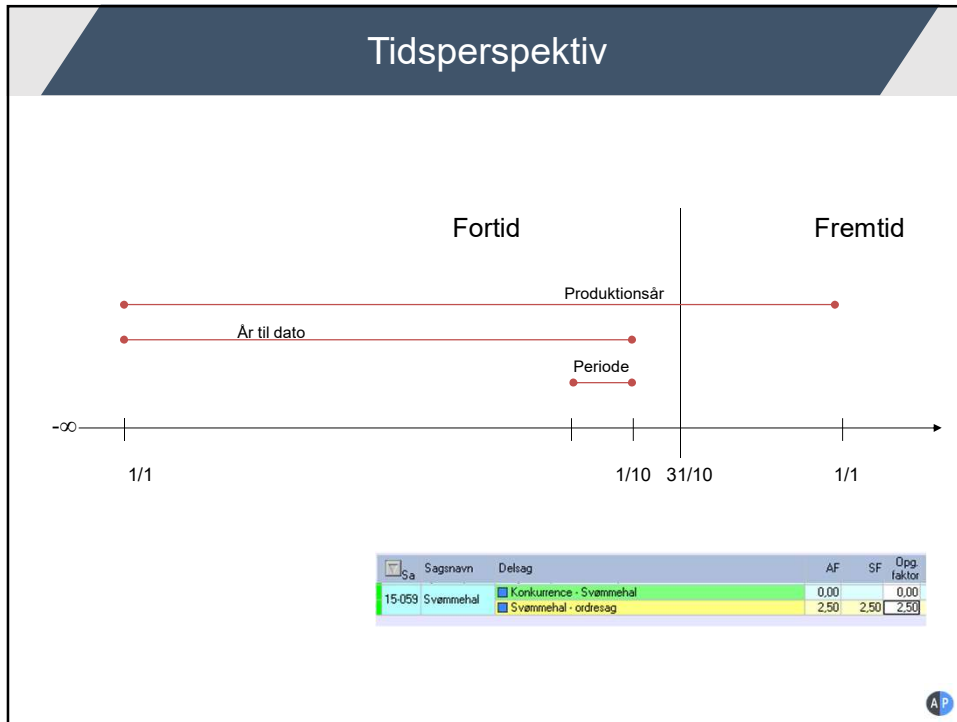 Tidsperspektiv
Fortid Fremtid
Produktionsår
År til dato
Periode
-∞
1/1 1/10 31/10 1/1
Sa Sagsnavn Delsag AF SF Opg. faktor
15-059 Svømmehal Konkurrence - Svømmehal 0,00 0,00
Svømmehal - ordresag 2,50 2,50 2,50
AP